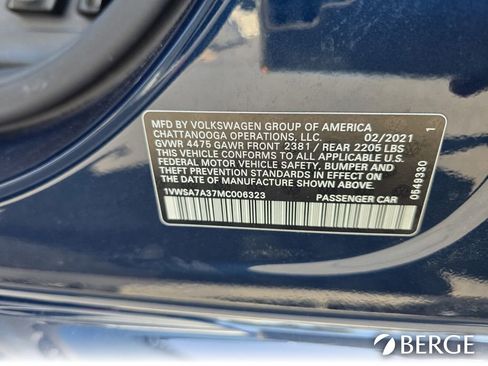 MFD BY VOLKSWAGEN GROUP OF AMERICA
CHATTANOOGA OPERATIONS, LLC. 02/2021
GVWR 4475 GAWR FRONT 2381 / REAR 2205 LBS
THIS VEHICLE CONFORMS TO ALL APPLICABLE U.S.
FEDERAL MOTOR VEHICLE SAFETY, BUMPER AND
THEFT PREVENTION STANDARDS IN EFFECT ON THE
DATE OF MANUFACTURE SHOWN ABOVE.
1VWSA7A37MC006323 PASSENGER CAR
0549330 1
BERGE